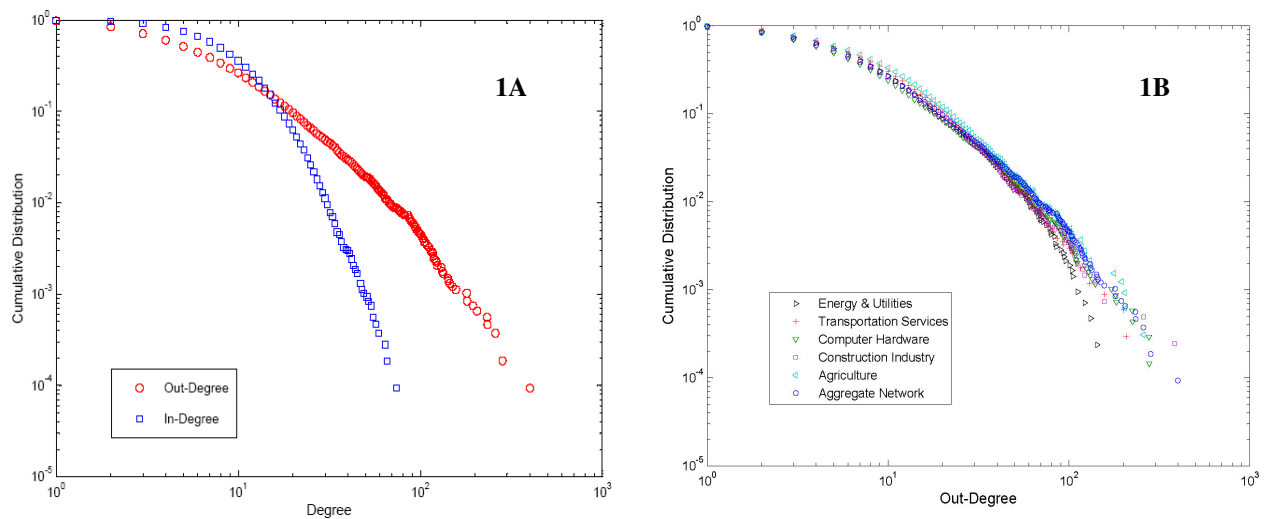 1A
Cumulative Distribution
10^0
10^-1
10^-2
10^-3
10^-4
10^-5
Out-Degree
In-Degree
10^0
10^1
10^2
10^3
Degree
1B
Cumulative Distribution
10^0
10^-1
10^-2
10^-3
10^-4
10^-5
Energy & Utilities
Transportation Services
Computer Hardware
Construction Industry
Agriculture
Aggregate Network
10^0
10^1
10^2
10^3
Out-Degree